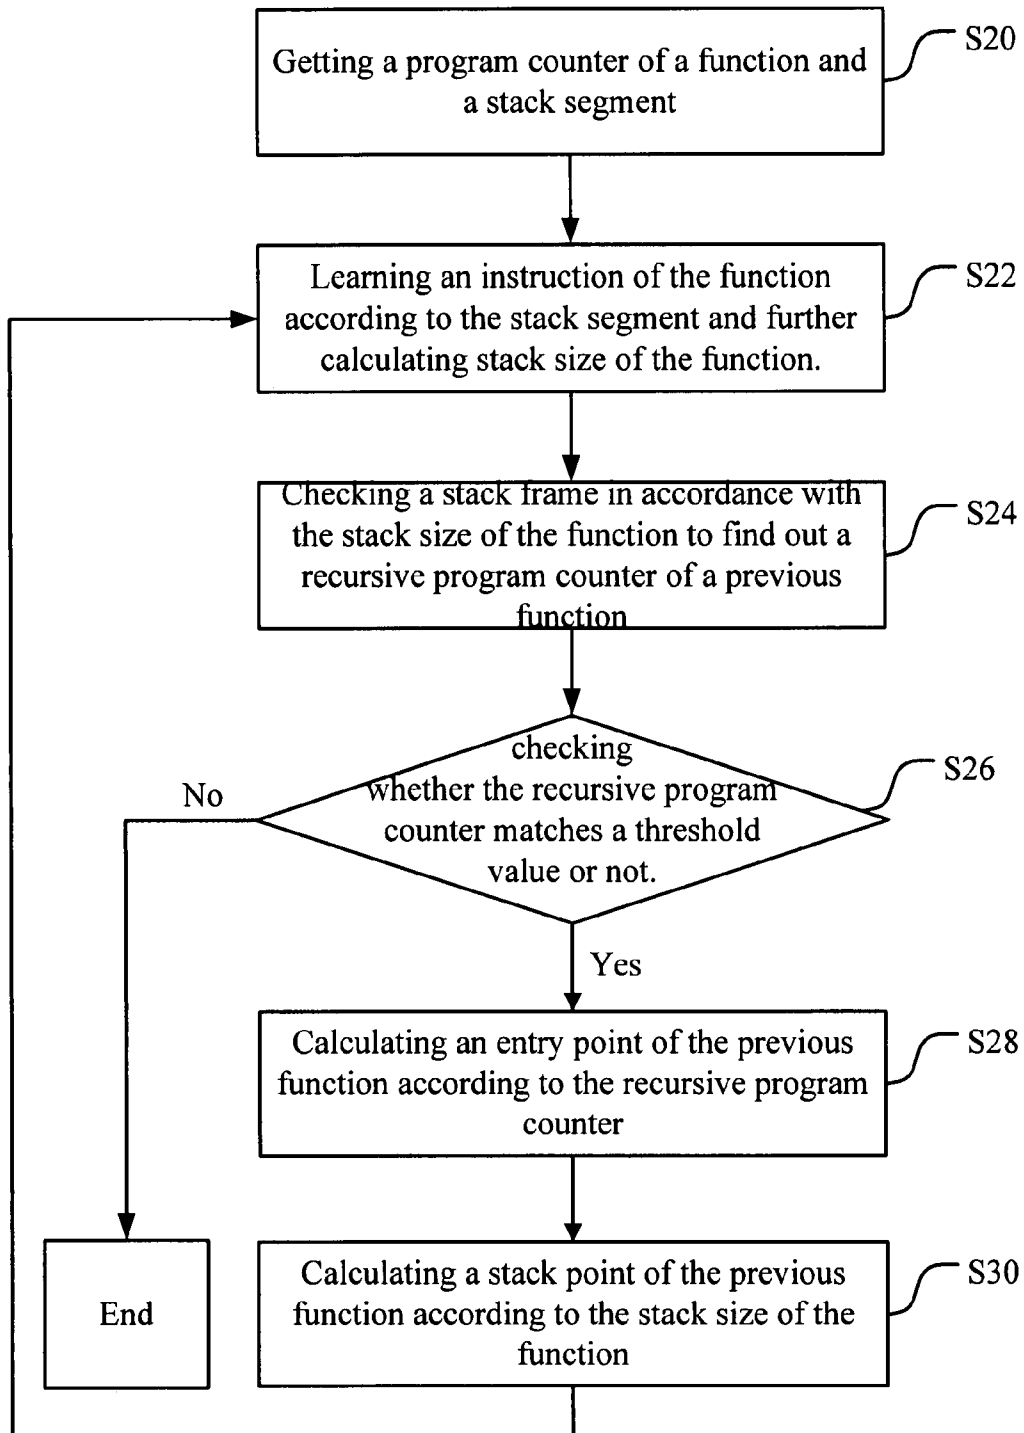 Getting a program counter of a function and
a stack segment
S20
Learning an instruction of the function
according to the stack segment and further
calculating stack size of the function.
S22
Checking a stack frame in accordance with
the stack size of the function to find out a
recursive program counter of a previous
function
S24
checking
whether the recursive program
counter matches a threshold
value or not.
S26
No
Yes
Calculating an entry point of the previous
function according to the recursive program
counter
S28
Calculating a stack point of the previous
function according to the stack size of the
function
S30
End